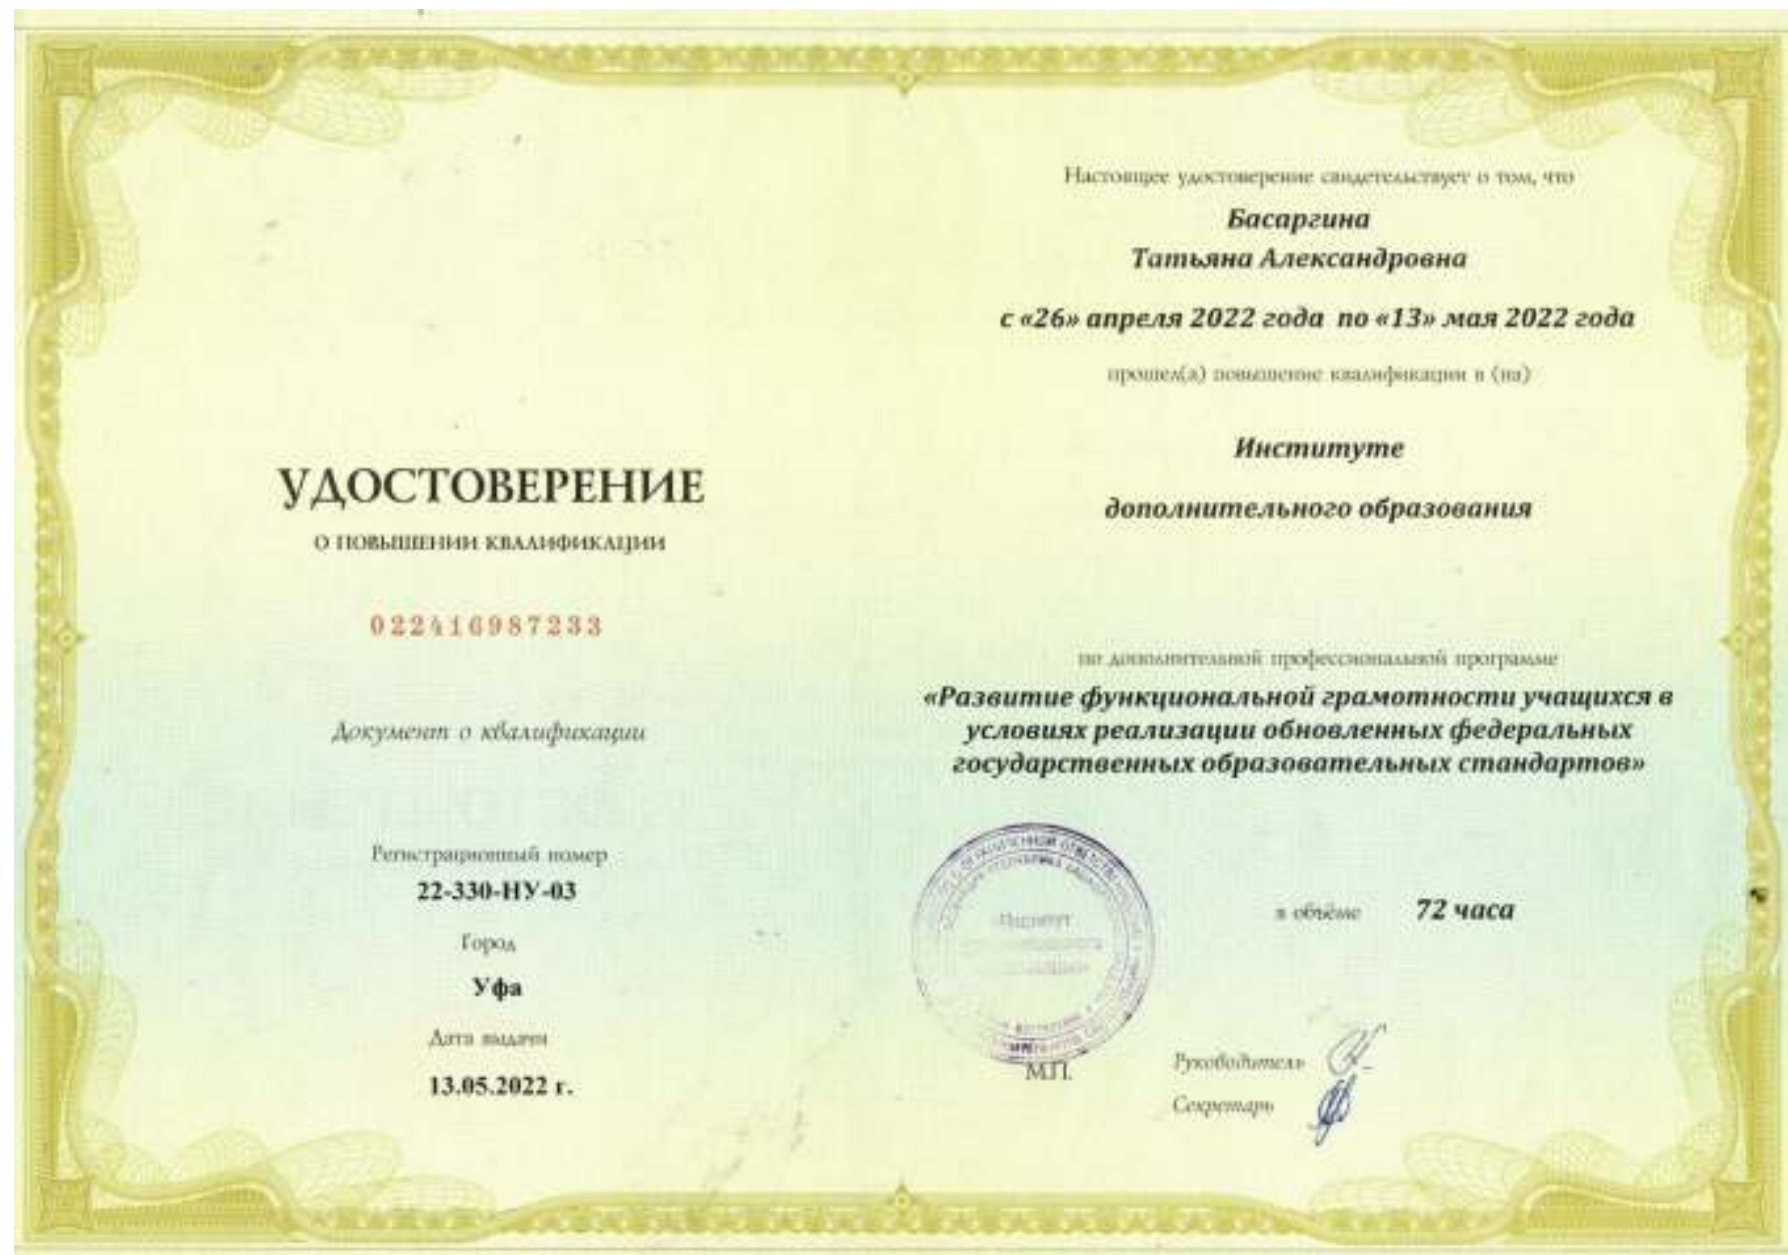 УДОСТОВЕРЕНИЕ
О ПОВЫШЕНИИ КВАЛИФИКАЦИИ
022416987233
Документ о квалификации
Регистрационный номер
22-330-НУ-03
Город
Уфа
Дата выдачи
13.05.2022 г.
Настоящее удостоверение свидетельствует о том, что
Басаргина
Татьяна Александровна
с «26» апреля 2022 года по «13» мая 2022 года
прошел(а) повышение квалификации в (на)
Институте
дополнительного образования
по дополнительной профессиональной программе
«Развитие функциональной грамотности учащихся в
условиях реализации обновленных федеральных
государственных образовательных стандартов»
Институт
в объёме 72 часа
М.П.
Руководитель
Секретарь